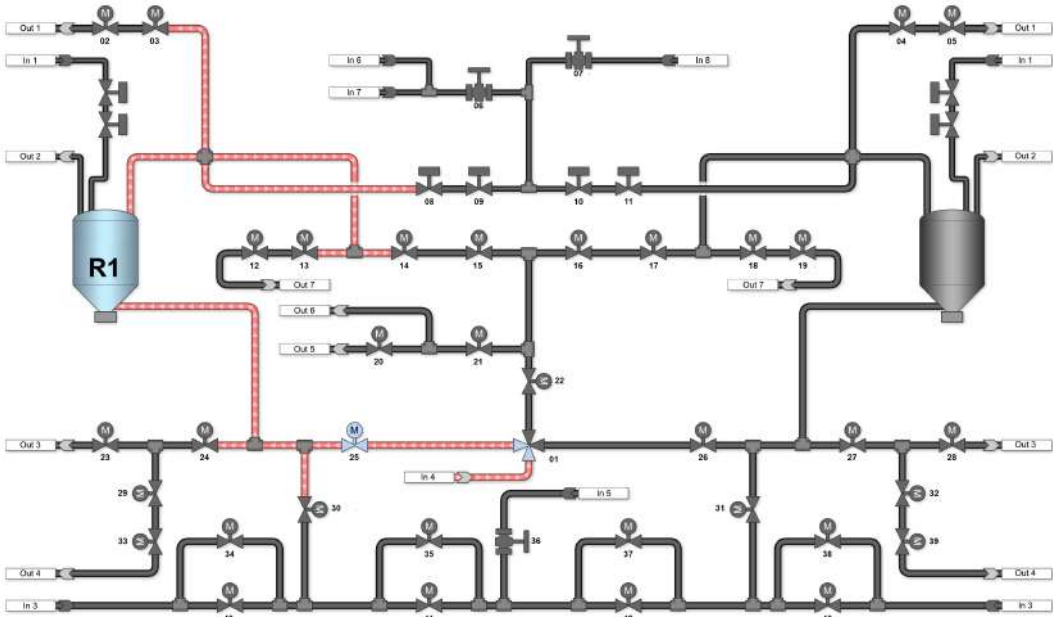 Out 1
M
M
M
M
Out 1
02
03
04
05
In 1
In 6
07
In 8
In 1
In 7
06
Out 2
Out 2
08
09
10
11
R1
M
M
M
M
M
M
M
M
12
13
14
15
16
17
18
19
Out 7
Out 7
Out 6
M
M
Out 5
20
21
M
22
M
M
M
M
M
M
Out 3
Out 3
23
24
25
01
26
27
28
In 4
29
M
In 5
M
32
M
30
31
M
33
M
M
34
M
35
36
M
37
M
38
M
39
Out 4
Out 4
M
M
M
M
In 3
In 3